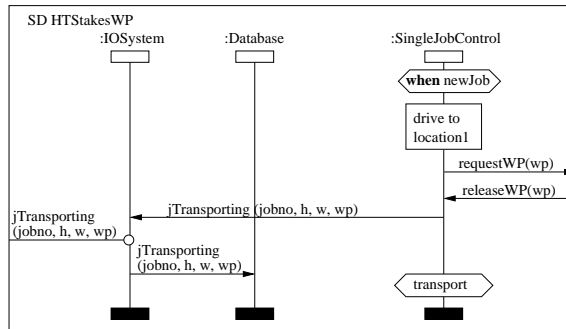 SD HTStakesWP
:IOSystem
:Database
:SingleJobControl
when newJob
drive to
location1
requestWP(wp)
releaseWP(wp)
jTransporting (jobno, h, w, wp)
jTransporting
(jobno, h, w, wp)
jTransporting
(jobno, h, w, wp)
transport